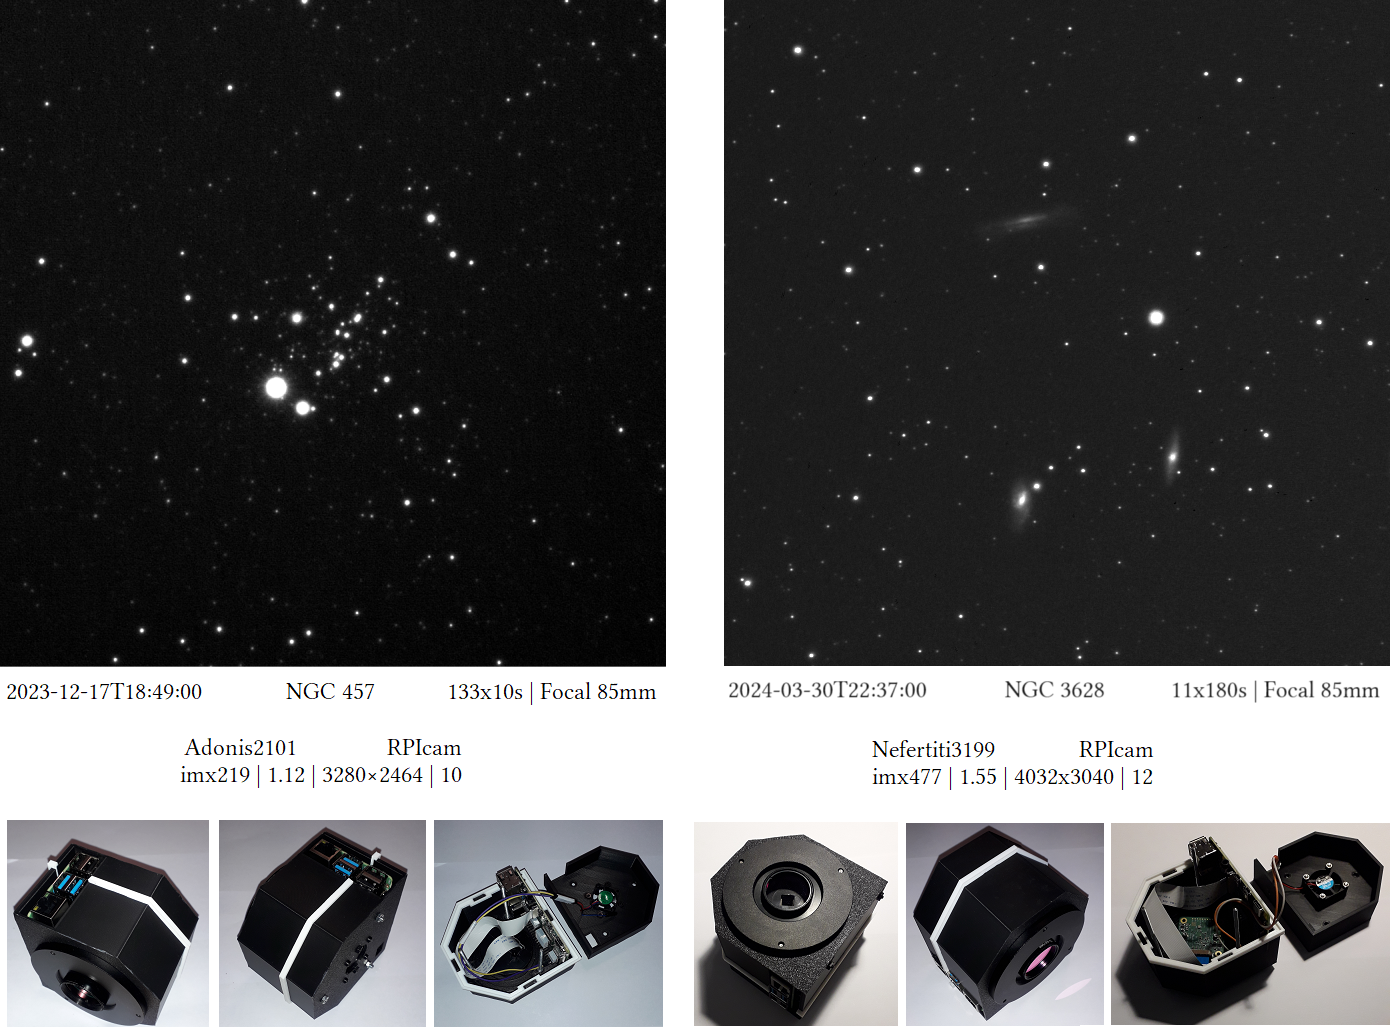 2023-12-17T18:49:00 NGC 457 133x10s | Focal 85mm
Adonis2101 RPIcam
imx219 | 1.12 | 3280×2464 | 10
2024-03-30T22:37:00 NGC 3628 11x180s | Focal 85mm
Nefertiti3199 RPIcam
imx477 | 1.55 | 4032x3040 | 12